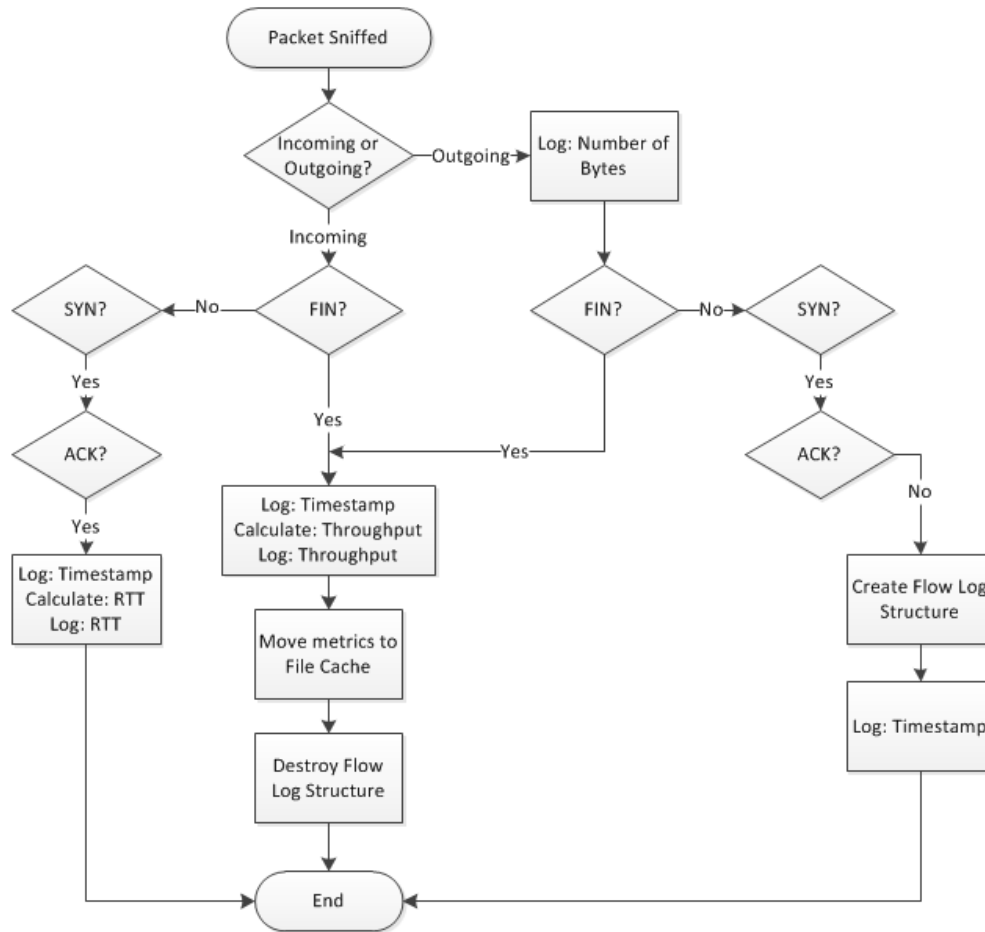 Packet Sniffed
Incoming or
Outgoing?
Outgoing
Log: Number of
Bytes
Incoming
SYN?
No
FIN?
FIN?
No
SYN?
Yes
Yes
ACK?
Yes
Yes
ACK?
No
Yes
Log: Timestamp
Calculate: Throughput
Log: Throughput
Log: Timestamp
Calculate: RTT
Log: RTT
Create Flow Log
Structure
Move metrics to
File Cache
Log: Timestamp
Destroy Flow
Log Structure
End